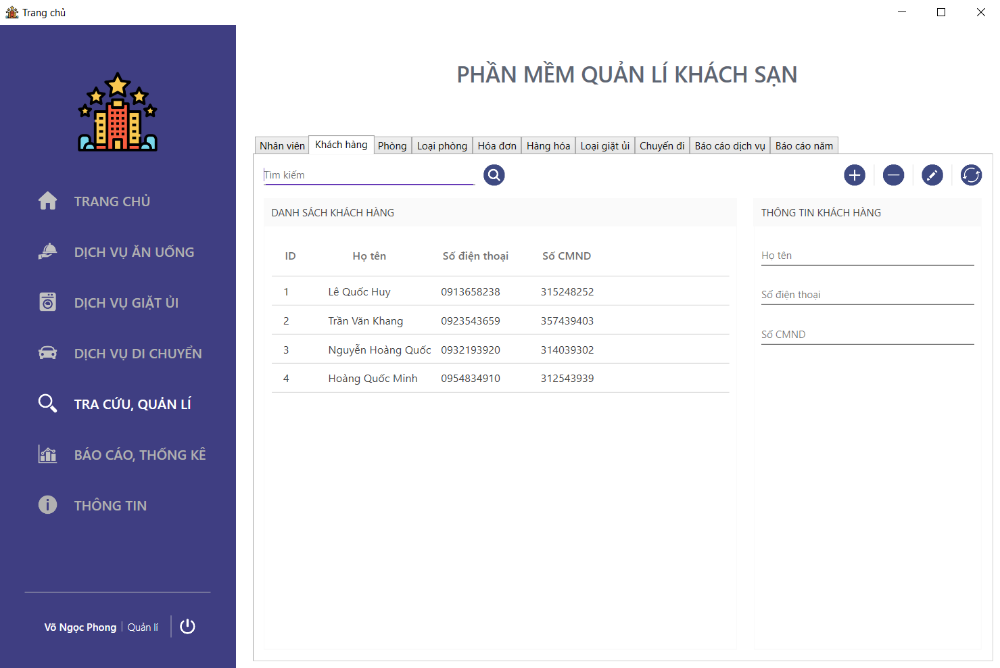 Trang chủ
PHẦN MỀM QUẢN LÍ KHÁCH SẠN
TRANG CHỦ
DỊCH VỤ ĂN UỐNG
DỊCH VỤ GIẶT ỦI
DỊCH VỤ DI CHUYỂN
TRA CỨU, QUẢN LÍ
BÁO CÁO, THỐNG KÊ
THÔNG TIN
Võ Ngọc Phong | Quản lí
Nhân viên Khách hàng Phòng Loại phòng Hóa đơn Hàng hóa Loại giặt ủi Chuyến đi Báo cáo dịch vụ Báo cáo năm
Tìm kiếm
DANH SÁCH KHÁCH HÀNG
ID Họ tên Số điện thoại Số CMND
1 Lê Quốc Huy 0913658238 315248252
2 Trần Văn Khang 0923543659 357439403
3 Nguyễn Hoàng Quốc 0932193920 314039302
4 Hoàng Quốc Minh 0954834910 312543939
THÔNG TIN KHÁCH HÀNG
Họ tên
Số điện thoại
Số CMND